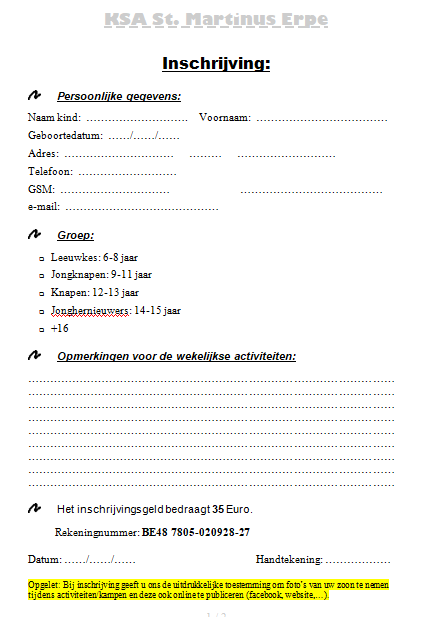 KSA St. Martinus Erpe
Inschrijving:
Persoonlijke gegevens:
Naam kind: ………………………. Voornaam: ………………………………
Geboortedatum: ……/……/……
Adres: ………………………… ……… ………………………
Telefoon: ………………………
GSM: ………………………… …………………………………
e-mail: ……………………………………
Groep:
▫ Leeuwkes: 6-8 jaar
▫ Jongknapen: 9-11 jaar
▫ Knapen: 12-13 jaar
▫ Jonghernieuwers: 14-15 jaar
▫ +16
Opmerkingen voor de wekelijkse activiteiten:
…………………………………………………………………………………………
…………………………………………………………………………………………
…………………………………………………………………………………………
…………………………………………………………………………………………
…………………………………………………………………………………………
…………………………………………………………………………………………
…………………………………………………………………………………………
…………………………………………………………………………………………
…………………………………………………………………………………………
Het inschrijvingsgeld bedraagt 35 Euro.
Rekeningnummer: BE48 7805-020928-27
Datum: ……/……/…… Handtekening: ………………
Opgelet: Bij inschrijving geeft u ons de uitdrukkelijke toestemming om foto's van uw zoon te nemen
tijdens activiteiten/kampen en deze ook online te publiceren (facebook, website,…).